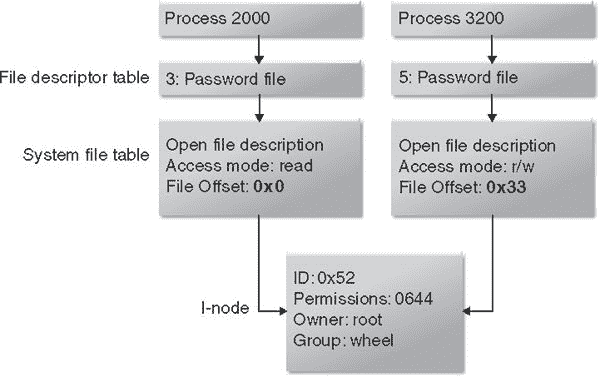 Process 2000
Process 3200
File descriptor table
3: Password file
5: Password file
System file table
Open file description
Access mode: read
File Offset: 0x0
Open file description
Access mode: r/w
File Offset: 0x33
I-node
ID: 0x52
Permissions: 0644
Owner: root
Group: wheel